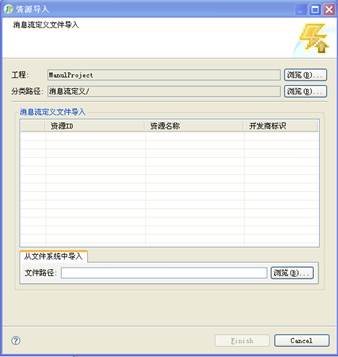 资源导入
消息流定义文件导入
工程: ManulProject 浏览(B)...
分类路径: 消息流定义/ 浏览(B)...
消息流定义文件导入
资源ID 资源名称 开发商标识
从文件系统中导入
文件路径: 浏览(B)...
Finish Cancel